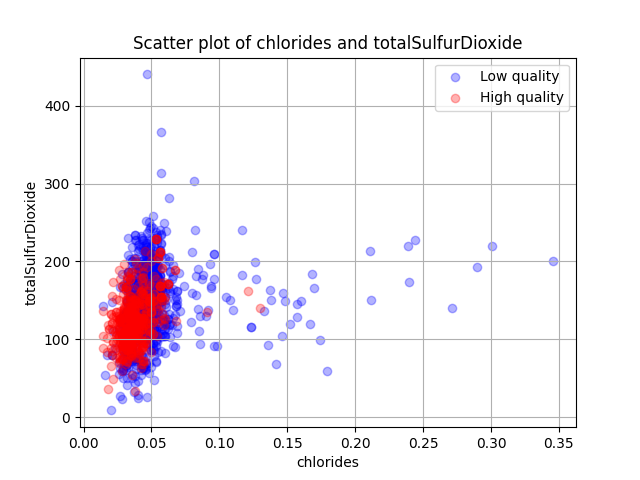 Scatter plot of chlorides and totalSulfurDioxide
Low quality
High quality
totalSulfurDioxide
400
300
200
100
0
0.00 0.05 0.10 0.15 0.20 0.25 0.30 0.35
chlorides